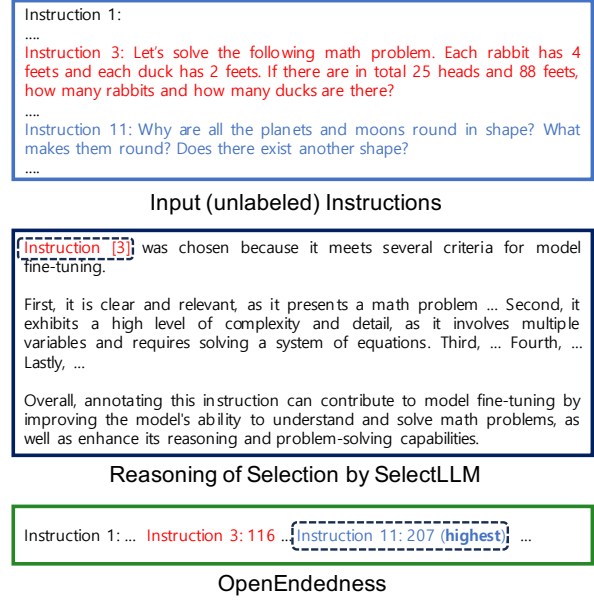 Instruction 1:
....
Instruction 3: Let's solve the following math problem. Each rabbit has 4
feets and each duck has 2 feets. If there are in total 25 heads and 88 feets,
how many rabbits and how many ducks are there?
....
Instruction 11: Why are all the planets and moons round in shape? What
makes them round? Does there exist another shape?
....
Input (unlabeled) Instructions
Instruction [3] was chosen because it meets several criteria for model
fine-tuning.
First, it is clear and relevant, as it presents a math problem ... Second, it
exhibits a high level of complexity and detail, as it involves multiple
variables and requires solving a system of equations. Third, ... Fourth, ...
Lastly, ...
Overall, annotating this instruction can contribute to model fine-tuning by
improving the model's ability to understand and solve math problems, as
well as enhance its reasoning and problem-solving capabilities.
Reasoning of Selection by SelectLLM
Instruction 1: ... Instruction 3: 116 ... Instruction 11: 207 (highest) ...
OpenEndedness